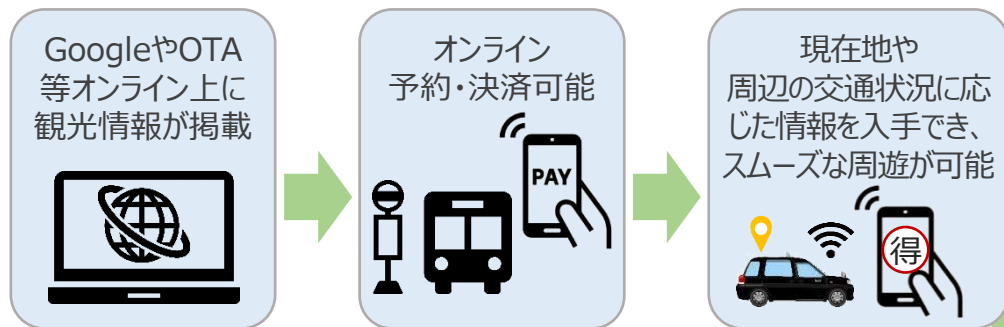 GoogleやOTA
等オンライン上に
観光情報が掲載
オンライン
予約・決済可能
PAY
現在地や
周辺の交通状況に応
じた情報を入手でき、
スムーズな周遊が可能
得